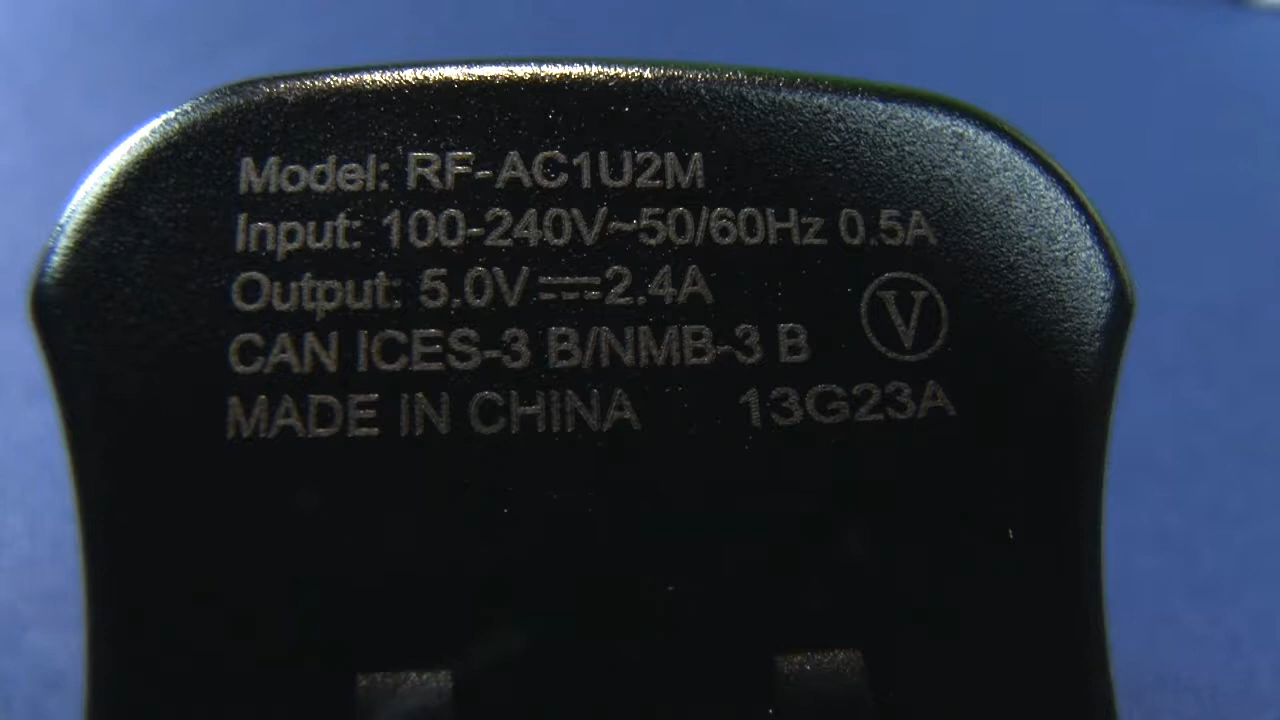 Model: RF-AC1U2M
Input: 100-240V~50/60Hz 0.5A
Output: 5.0V⎓2.4A
V
CAN ICES-3 B/NMB-3 B
MADE IN CHINA 13G23A